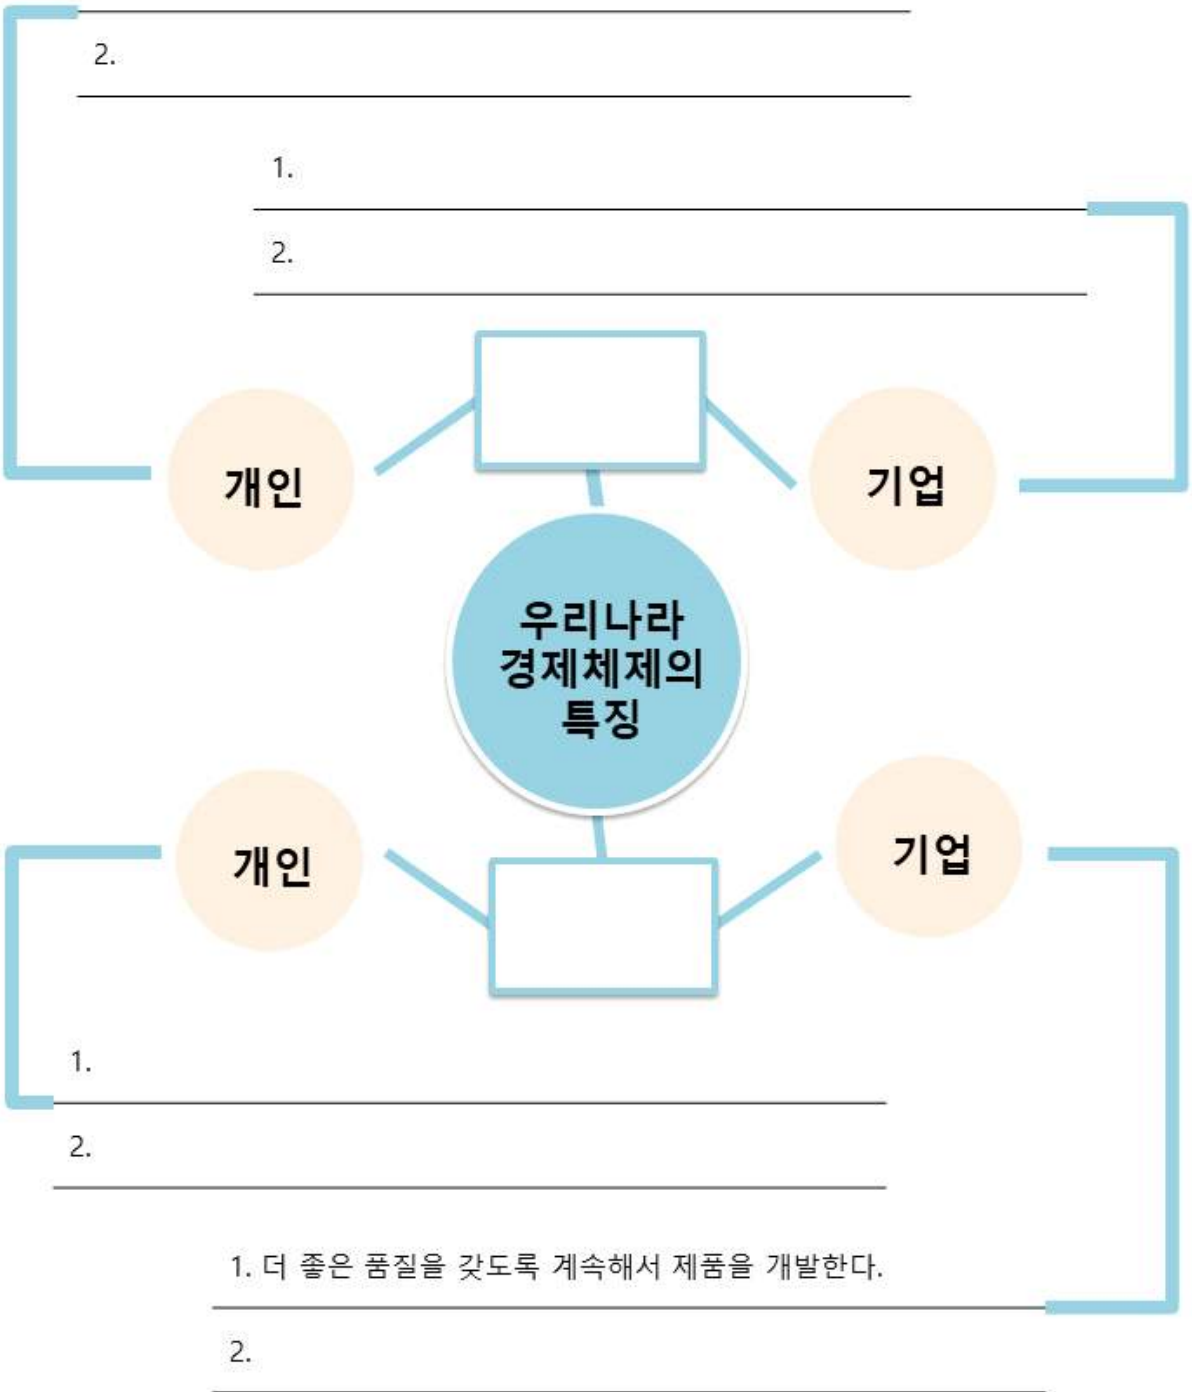 2.
1.
2.
개인
기업
우리나라
경제체제의
특징
개인
기업
1.
2.
1. 더 좋은 품질을 갖도록 계속해서 제품을 개발한다.
2.